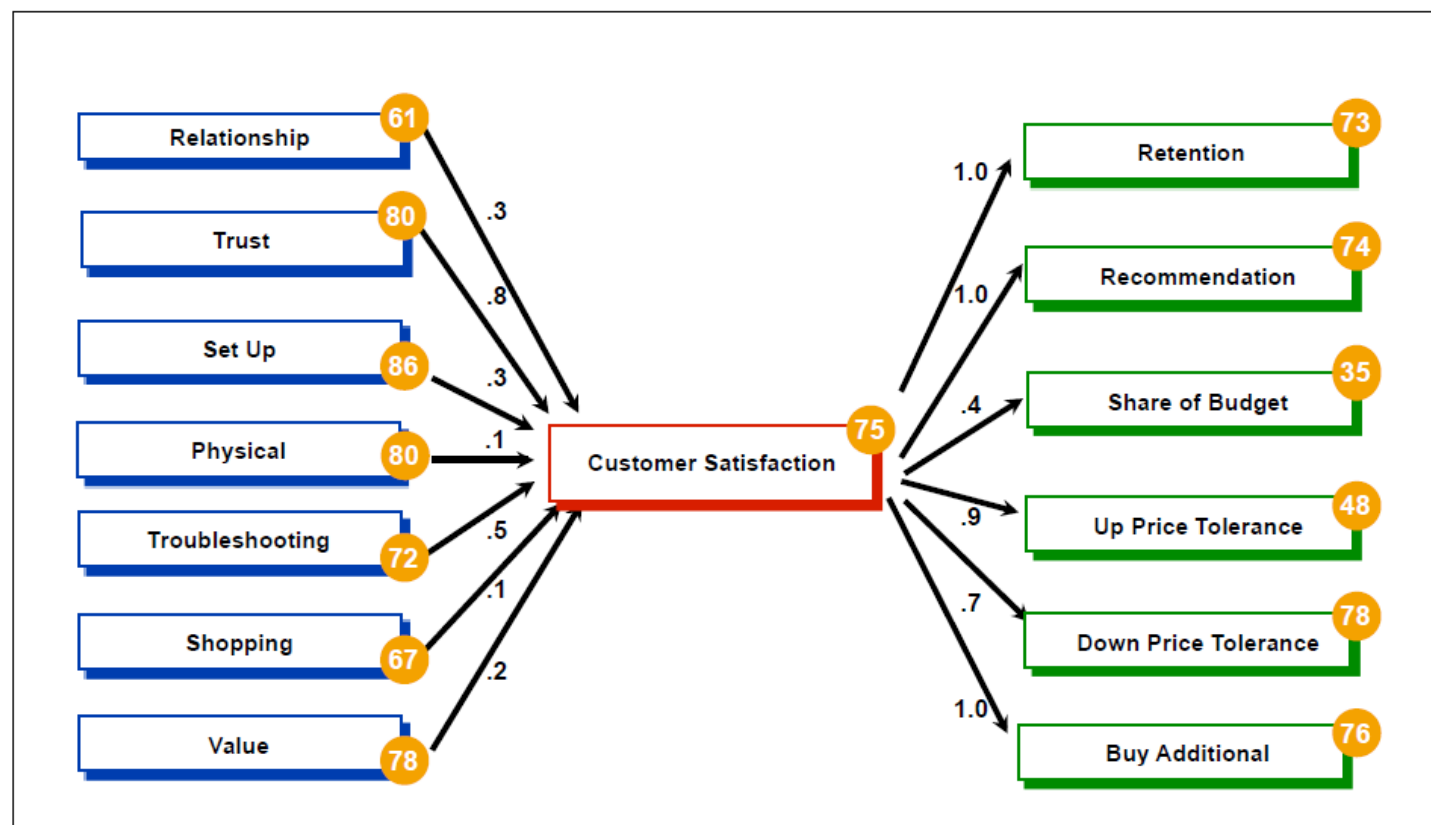 61
Relationship
80
Trust
Set Up
86
Physical
80
Troubleshooting
72
Shopping
67
Value
78
.3
.8
.3
.1
.5
.1
.2
75
Customer Satisfaction
1.0
1.0
.4
.9
.7
1.0
73
Retention
74
Recommendation
35
Share of Budget
48
Up Price Tolerance
78
Down Price Tolerance
76
Buy Additional